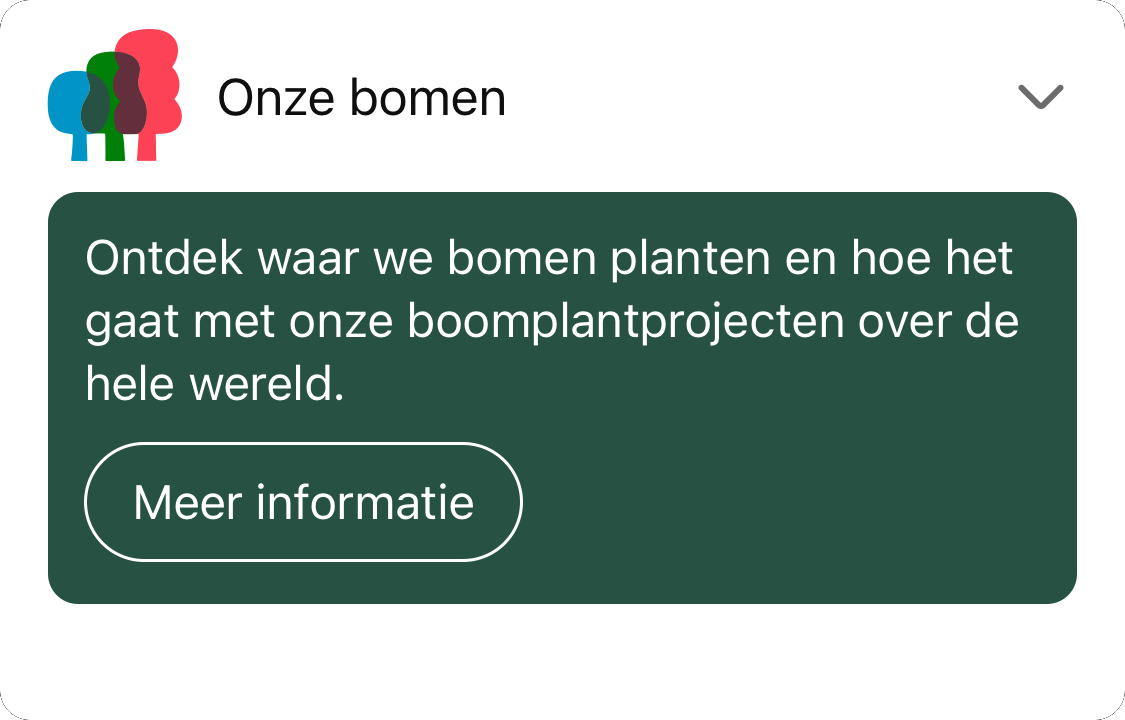 Onze bomen
Ontdek waar we bomen planten en hoe het
gaat met onze boomplantprojecten over de
hele wereld.
Meer informatie